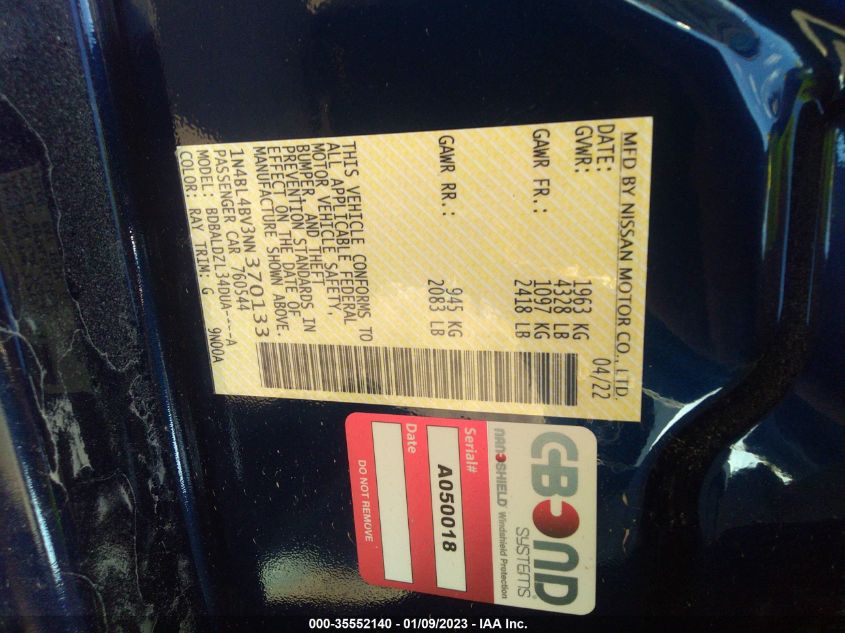 MFD BY NISSAN MOTOR CO., LTD.
DATE: 04/22
GVWR: 1963 KG
4328 LB
GAWR FR.: 1097 KG
2418 LB
GAWR RR.: 945 KG
2083 LB
THIS VEHICLE CONFORMS TO
ALL APPLICABLE FEDERAL
MOTOR VEHICLE SAFETY,
BUMPER, AND THEFT
PREVENTION STANDARDS IN
EFFECT ON THE DATE OF
MANUFACTURE SHOWN ABOVE.
1N4BL4BV3NN370133
PASSENGER CAR 760544
MODEL: BDBALDZL34DUA----A
COLOR: RAY TRIM: G 9N00A
C-BOND
SYSTEMS
NANOSHIELD Windshield Protection
Serial# A050018
Date
DO NOT REMOVE
000-35552140 - 01/09/2023 - IAA Inc.